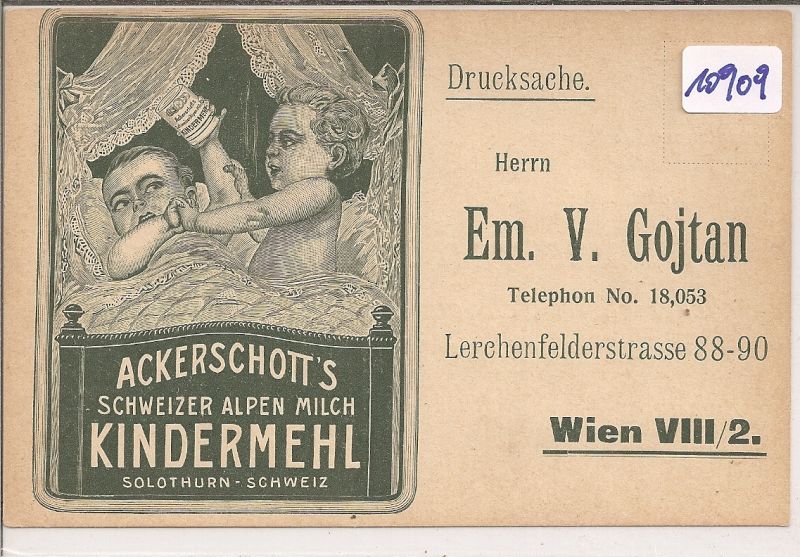 KINDERMEHL
ACKERSCHOTT'S
SCHWEIZER ALPEN MILCH
KINDERMEHL
SOLOTHURN - SCHWEIZ
Drucksache.
10909
Herrn
Em. V. Gojtan
Telephon No. 18,053
Lerchenfelderstrasse 88-90
Wien VIII/2.